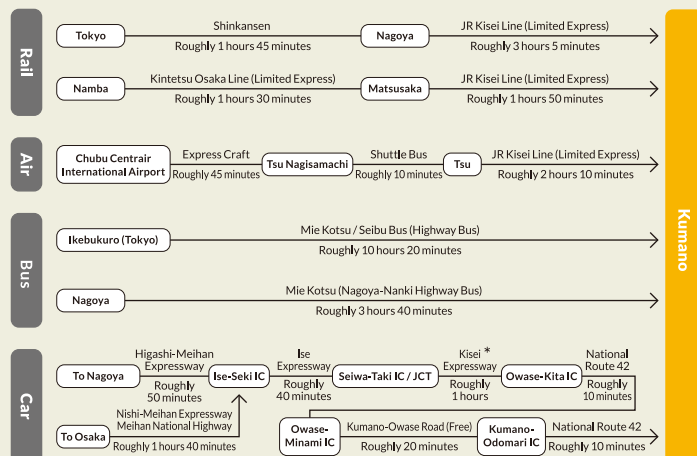 Rail
Tokyo
Shinkansen
Roughly 1 hours 45 minutes
Nagoya
JR Kisei Line (Limited Express)
Roughly 3 hours 5 minutes
Namba
Kintetsu Osaka Line (Limited Express)
Roughly 1 hours 30 minutes
Matsusaka
JR Kisei Line (Limited Express)
Roughly 1 hours 50 minutes
Air
Chubu Centrair
International Airport
Express Craft
Roughly 45 minutes
Tsu Nagisamachi
Shuttle Bus
Roughly 10 minutes
Tsu
JR Kisei Line (Limited Express)
Roughly 2 hours 10 minutes
Bus
Ikebukuro (Tokyo)
Mie Kotsu / Seibu Bus (Highway Bus)
Roughly 10 hours 20 minutes
Nagoya
Mie Kotsu (Nagoya-Nanki Highway Bus)
Roughly 3 hours 40 minutes
Car
To Nagoya
Higashi-Meihan
Expressway
Roughly
50 minutes
Ise-Seki IC
Ise
Expressway
Roughly
40 minutes
Seiwa-Taki IC / JCT
Kisei *
Expressway
Roughly
1 hours
Owase-Kita IC
National
Route 42
Roughly
10 minutes
To Osaka
Nishi-Meihan Expressway
Meihan National Highway
Roughly 1 hours 40 minutes
Owase-
Minami IC
Kumano-Owase Road (Free)
Roughly 20 minutes
Kumano-
Odomari IC
National Route 42
Roughly 10 minutes
Kumano